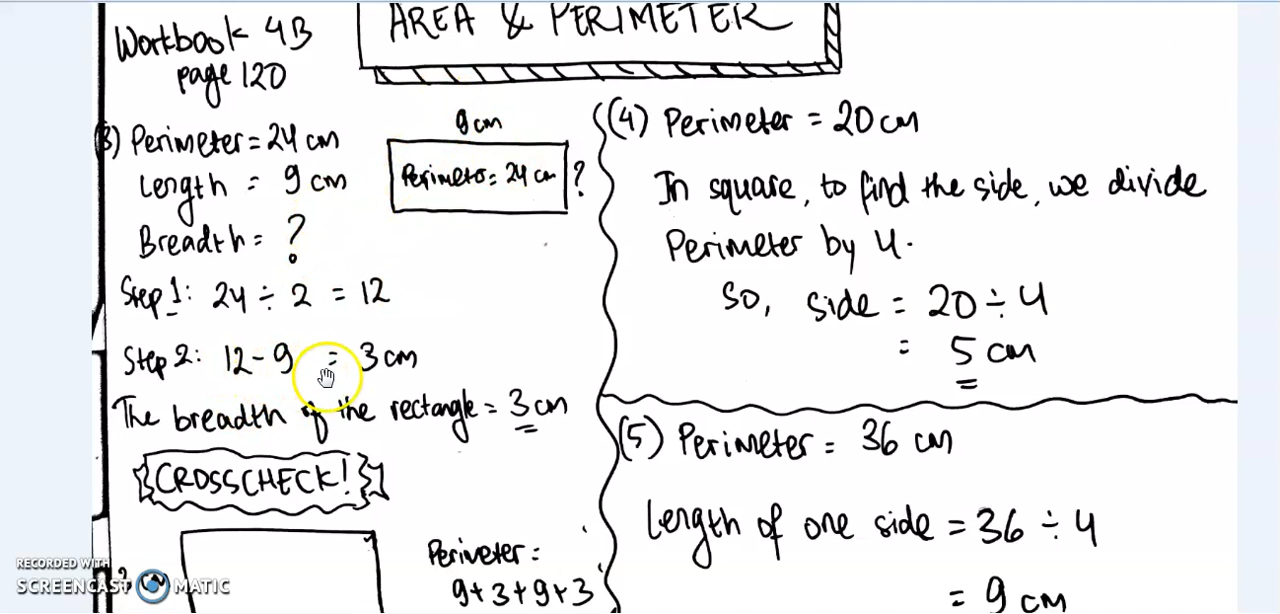 Workbook 4B
page 120
AREA & PERIMETER
3) Perimeter = 24 cm
Length = 9 cm
Breadth = ?
9 cm
Perimeter = 24 cm
?
Step 1: 24 ÷ 2 = 12
Step 2: 12 - 9 = 3 cm
The breadth of the rectangle = 3 cm
CROSSCHECK!
Perimeter =
9+3+9+3
(4) Perimeter = 20 cm
In square, to find the side, we divide
Perimeter by 4.
So, side = 20 ÷ 4
= 5 cm
(5) Perimeter = 36 cm
Length of one side = 36 ÷ 4
= 9 cm
RECORDED WITH
SCREENCAST MATIC